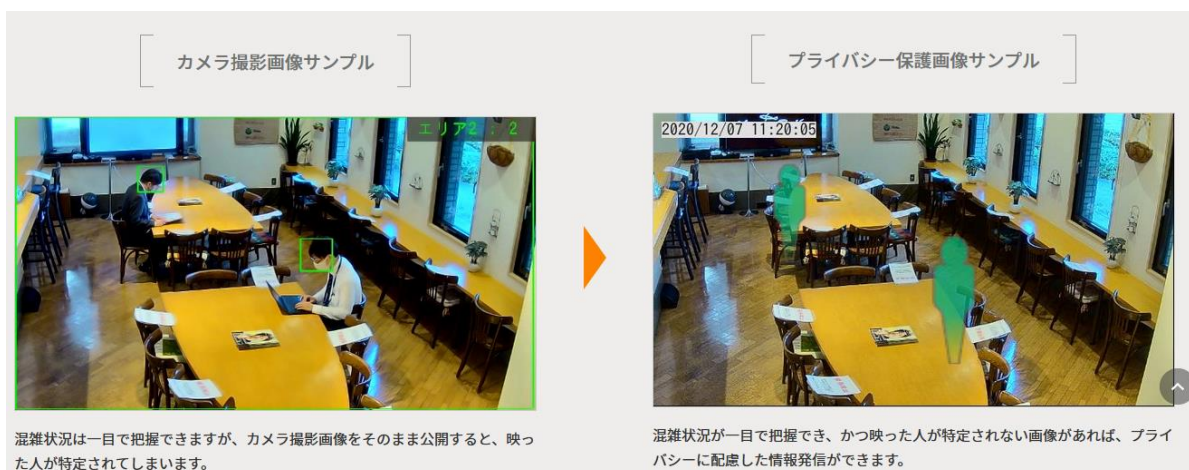 カメラ撮影画像サンプル
エリア2 : 2
混雑状況は一目で把握できますが、カメラ撮影画像をそのまま公開すると、映っ
た人が特定されてしまいます。
プライバシー保護画像サンプル
2020/12/07 11:20:05
混雑状況が一目で把握でき、かつ映った人が特定されない画像があれば、プライ
バシーに配慮した情報発信ができます。